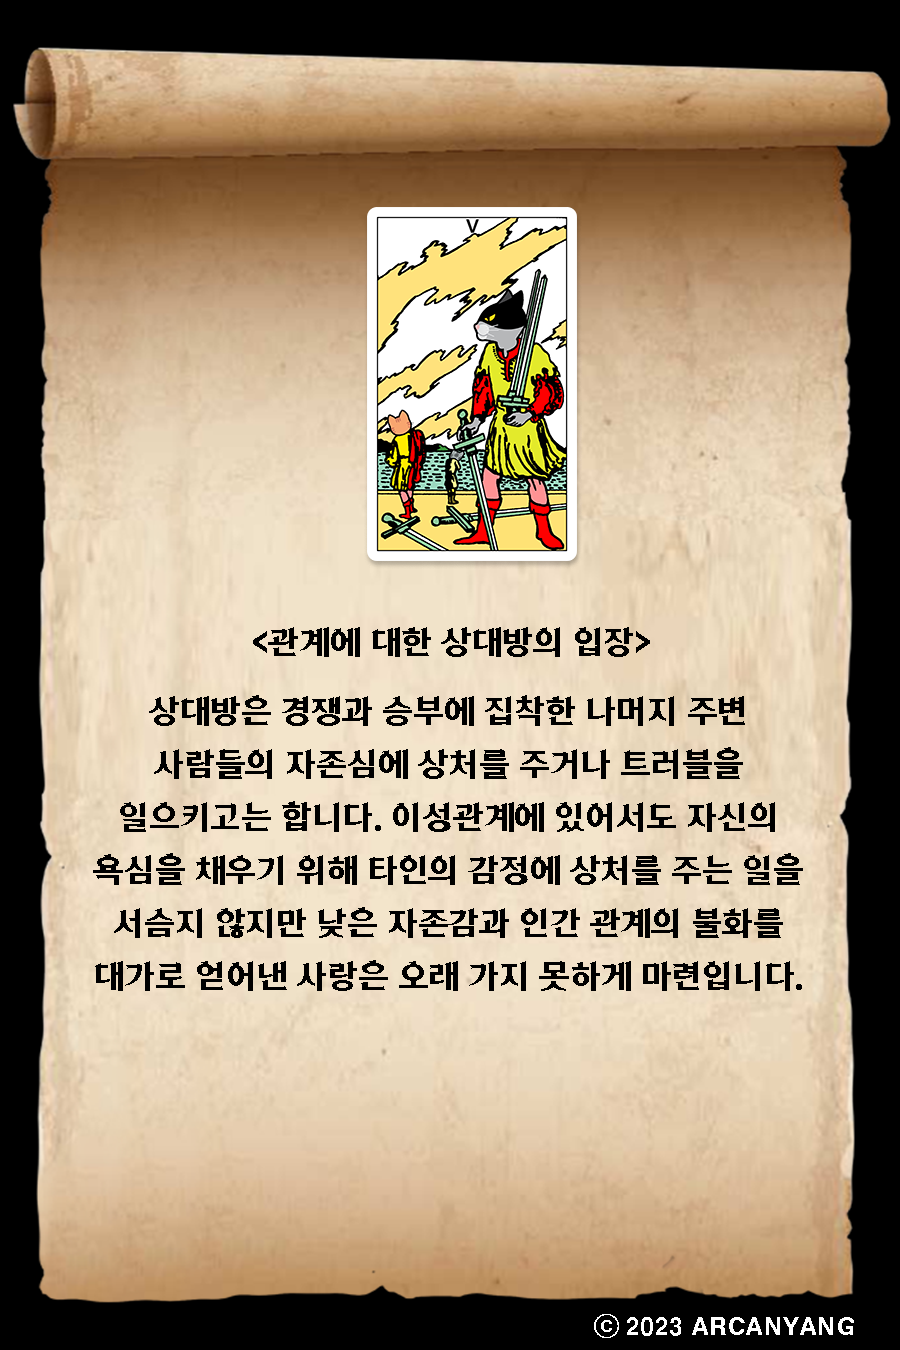 V
<관계에 대한 상대방의 입장>
상대방은 경쟁과 승부에 집착한 나머지 주변
사람들의 자존심에 상처를 주거나 트러블을
일으키고는 합니다. 이성관계에 있어서도 자신의
욕심을 채우기 위해 타인의 감정에 상처를 주는 일을
서슴지 않지만 낮은 자존감과 인간 관계의 불화를
대가로 얻어낸 사랑은 오래 가지 못하게 마련입니다.
ⓒ 2023 ARCANYANG